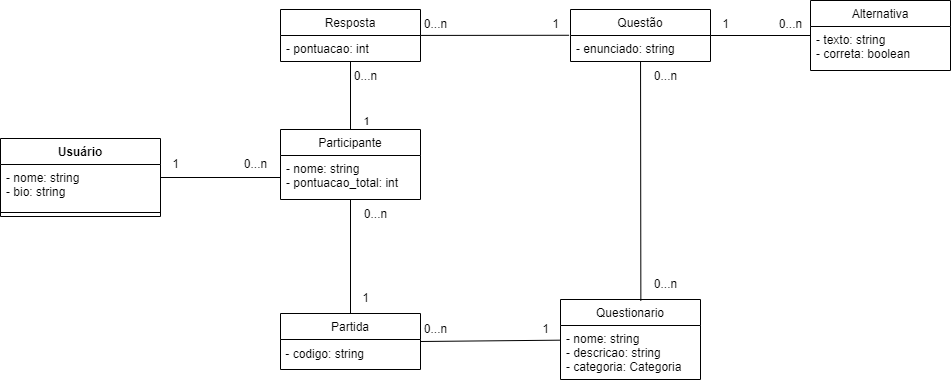 Resposta
- pontuacao: int
0...n
1
Questão
- enunciado: string
1
0...n
Alternativa
- texto: string
- correta: boolean
0...n
1
0...n
Usuário
- nome: string
- bio: string
1
0...n
Participante
- nome: string
- pontuacao_total: int
0...n
1
0...n
Partida
- codigo: string
0...n
1
Questionario
- nome: string
- descricao: string
- categoria: Categoria